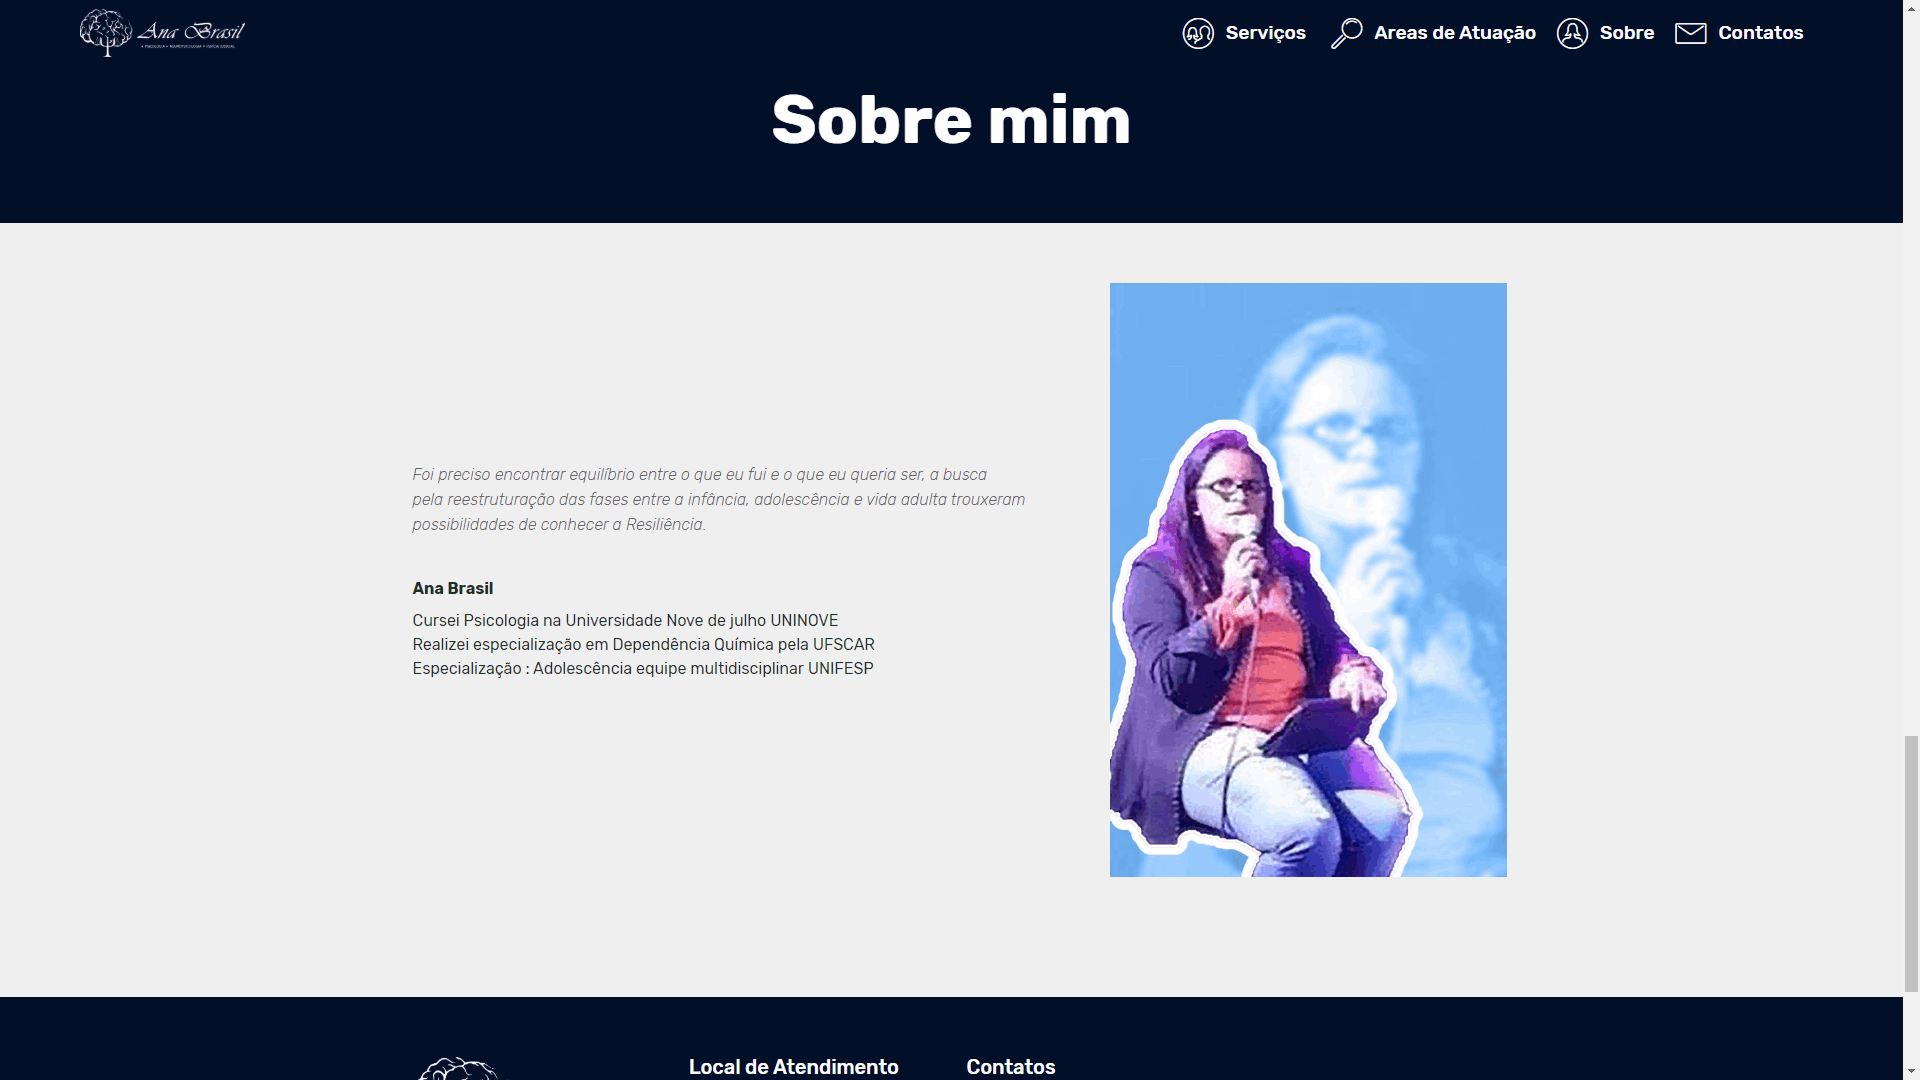 Ana Brasil
Serviços
Areas de Atuação
Sobre
Contatos
Sobre mim
Foi preciso encontrar equilíbrio entre o que eu fui e o que eu queria ser, a busca
pela reestruturação das fases entre a infância, adolescência e vida adulta trouxeram
possibilidades de conhecer a Resiliência.
Ana Brasil
Cursei Psicologia na Universidade Nove de julho UNINOVE
Realizei especialização em Dependência Química pela UFSCAR
Especialização : Adolescência equipe multidisciplinar UNIFESP
Local de Atendimento
Contatos